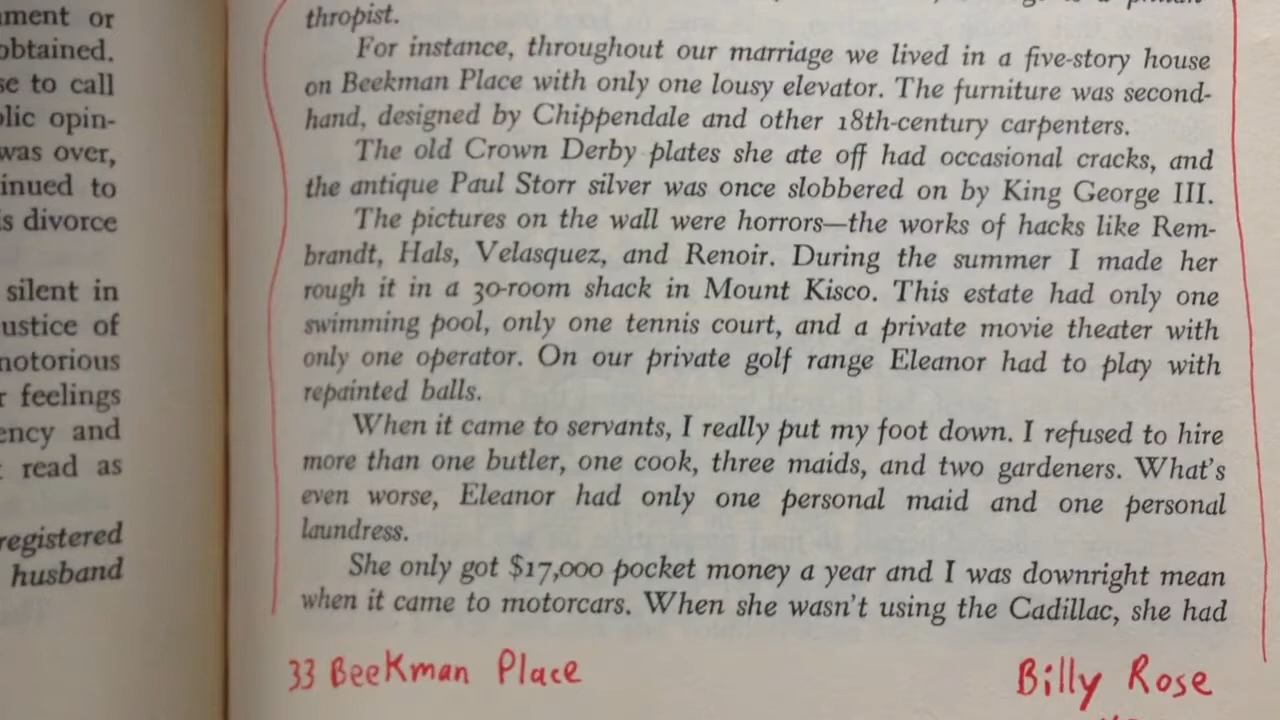 ment or
obtained.
se to call
lic opin-
was over,
inued to
s divorce
silent in
ustice of
notorious
r feelings
ency and
read as
registered
husband
thropist.
For instance, throughout our marriage we lived in a five-story house
on Beekman Place with only one lousy elevator. The furniture was second-
hand, designed by Chippendale and other 18th-century carpenters.
The old Crown Derby plates she ate off had occasional cracks, and
the antique Paul Storr silver was once slobbered on by King George III.
The pictures on the wall were horrors—the works of hacks like Rem-
brandt, Hals, Velasquez, and Renoir. During the summer I made her
rough it in a 30-room shack in Mount Kisco. This estate had only one
swimming pool, only one tennis court, and a private movie theater with
only one operator. On our private golf range Eleanor had to play with
repainted balls.
When it came to servants, I really put my foot down. I refused to hire
more than one butler, one cook, three maids, and two gardeners. What's
even worse, Eleanor had only one personal maid and one personal
laundress.
She only got $17,000 pocket money a year and I was downright mean
when it came to motorcars. When she wasn't using the Cadillac, she had
33 Beekman Place
Billy Rose